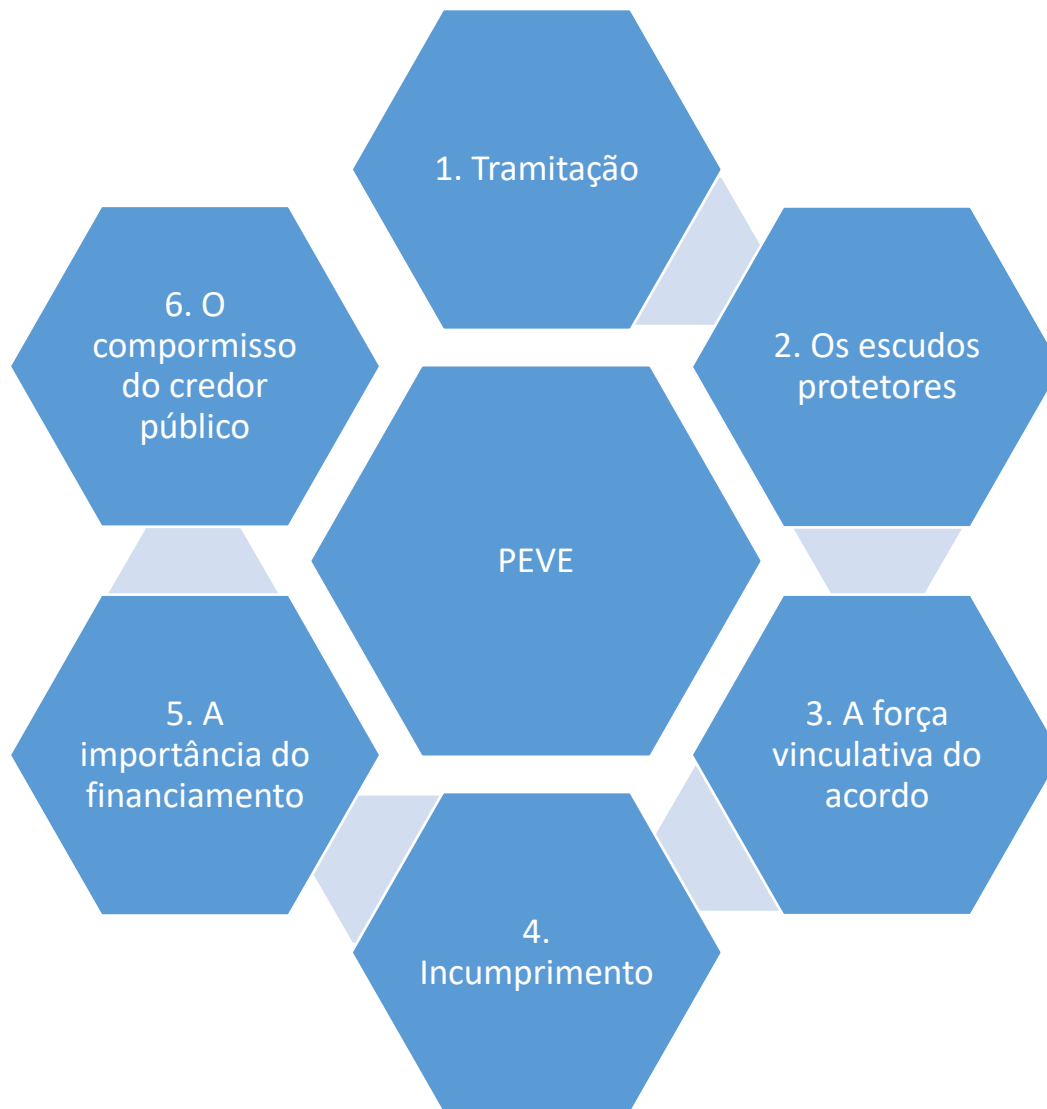 1. Tramitação
2. Os escudos
protetores
3. A força
vinculativa do
acordo
4.
Incumprimento
5. A
importância do
financiamento
6. O
compormisso
do credor
público
PEVE